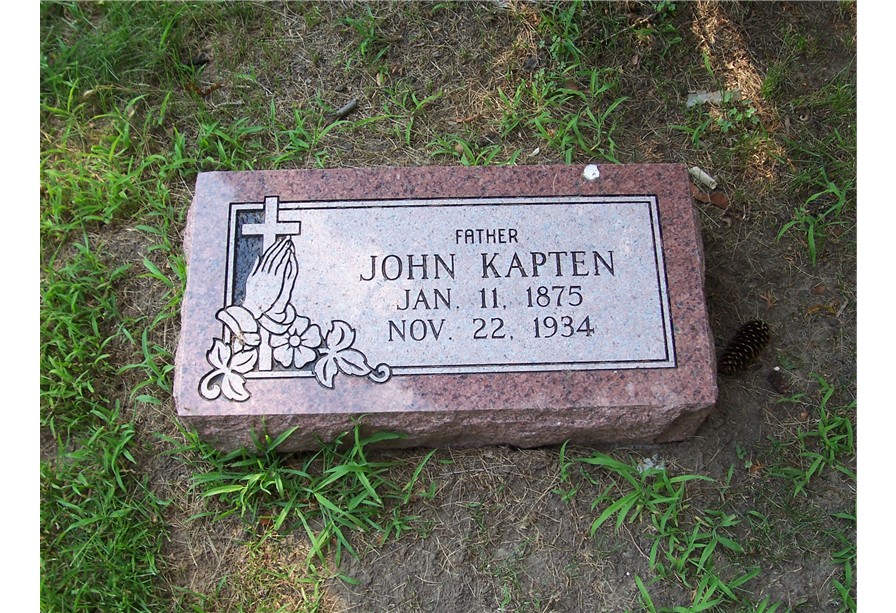 FATHER
JOHN KAPTEN
JAN. 11, 1875
NOV. 22, 1934